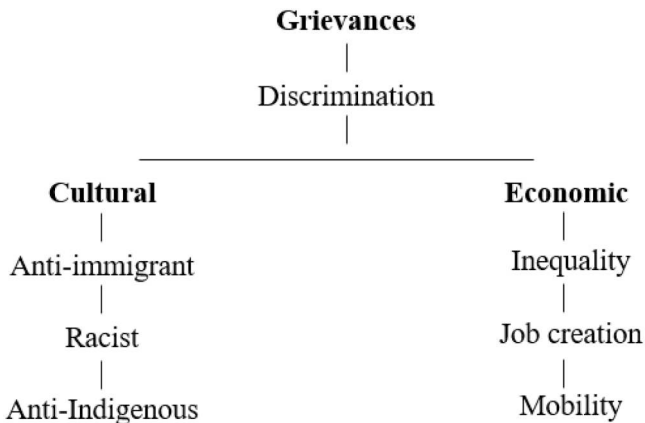 Grievances
Discrimination
Cultural
Economic
Anti-immigrant
Inequality
Racist
Job creation
Anti-Indigenous
Mobility